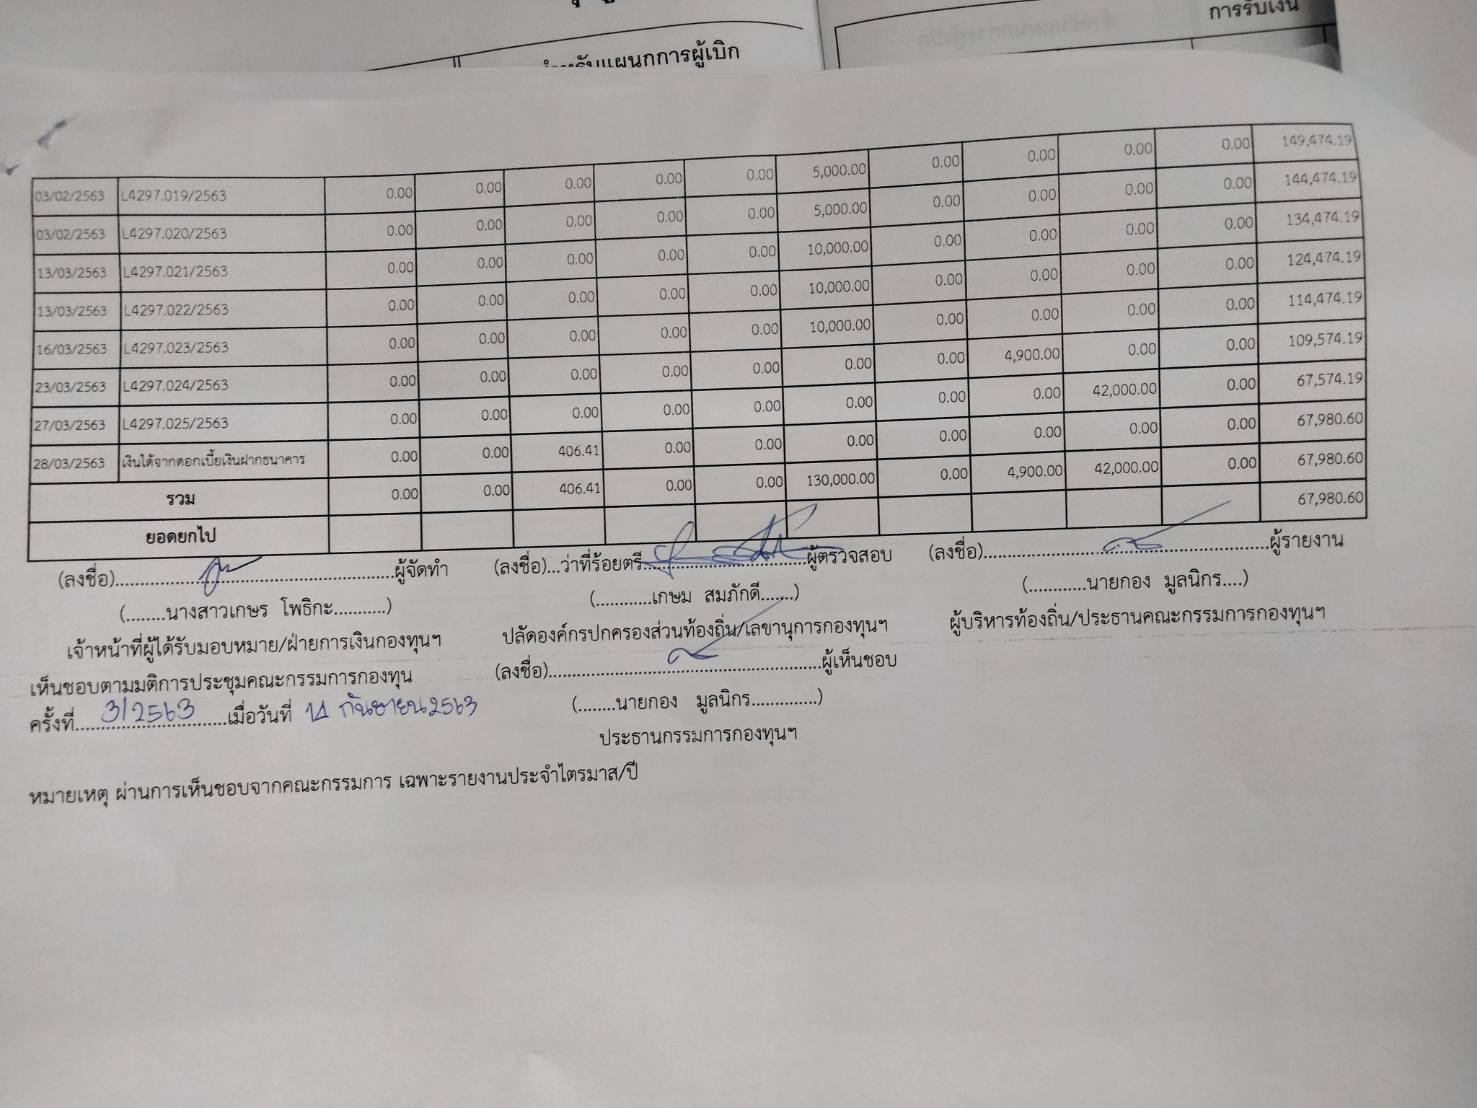 การรับเงิน
สำหรับแผนกการผู้เบิก
03/02/2563 L4297.019/2563 0.00 0.00 0.00 0.00 0.00 5,000.00 0.00 0.00 0.00 0.00 149,474.19
03/02/2563 L4297.020/2563 0.00 0.00 0.00 0.00 0.00 5,000.00 0.00 0.00 0.00 0.00 144,474.19
13/03/2563 L4297.021/2563 0.00 0.00 0.00 0.00 0.00 10,000.00 0.00 0.00 0.00 0.00 134,474.19
13/03/2563 L4297.022/2563 0.00 0.00 0.00 0.00 0.00 10,000.00 0.00 0.00 0.00 0.00 124,474.19
16/03/2563 L4297.023/2563 0.00 0.00 0.00 0.00 0.00 10,000.00 0.00 0.00 0.00 0.00 114,474.19
23/03/2563 L4297.024/2563 0.00 0.00 0.00 0.00 0.00 0.00 0.00 4,900.00 0.00 0.00 109,574.19
27/03/2563 L4297.025/2563 0.00 0.00 0.00 0.00 0.00 0.00 0.00 0.00 42,000.00 0.00 67,574.19
28/03/2563 เงินได้จากดอกเบี้ยเงินฝากธนาคาร 0.00 0.00 406.41 0.00 0.00 0.00 0.00 0.00 0.00 0.00 67,980.60
รวม 0.00 0.00 406.41 0.00 0.00 130,000.00 0.00 4,900.00 42,000.00 0.00 67,980.60
ยอดยกไป 67,980.60
(ลงชื่อ)..........ผู้จัดทำ (ลงชื่อ)...ว่าที่ร้อยตรี..........ผู้ตรวจสอบ (ลงชื่อ)..........ผู้รายงาน
(........นางสาวเกษร โพธิกะ..........) (............เกษม สมภักดี.......) (............นายกอง มูลนิกร....)
เจ้าหน้าที่ผู้ได้รับมอบหมาย/ฝ่ายการเงินกองทุนฯ ปลัดองค์กรปกครองส่วนท้องถิ่น/เลขานุการกองทุนฯ ผู้บริหารท้องถิ่น/ประธานคณะกรรมการกองทุนฯ
เห็นชอบตามมติการประชุมคณะกรรมการกองทุน (ลงชื่อ)..........ผู้เห็นชอบ
ครั้งที่ 3/2563 เมื่อวันที่ 14 กันยายน 2563 (........นายกอง มูลนิกร.............)
ประธานกรรมการกองทุนฯ
หมายเหตุ ผ่านการเห็นชอบจากคณะกรรมการ เฉพาะรายงานประจำไตรมาส/ปี